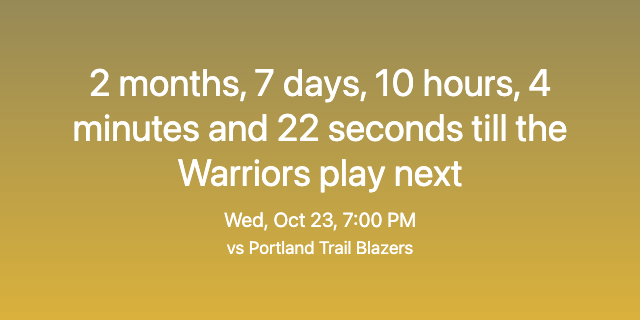 2 months, 7 days, 10 hours, 4
minutes and 22 seconds till the
Warriors play next
Wed, Oct 23, 7:00 PM
vs Portland Trail Blazers